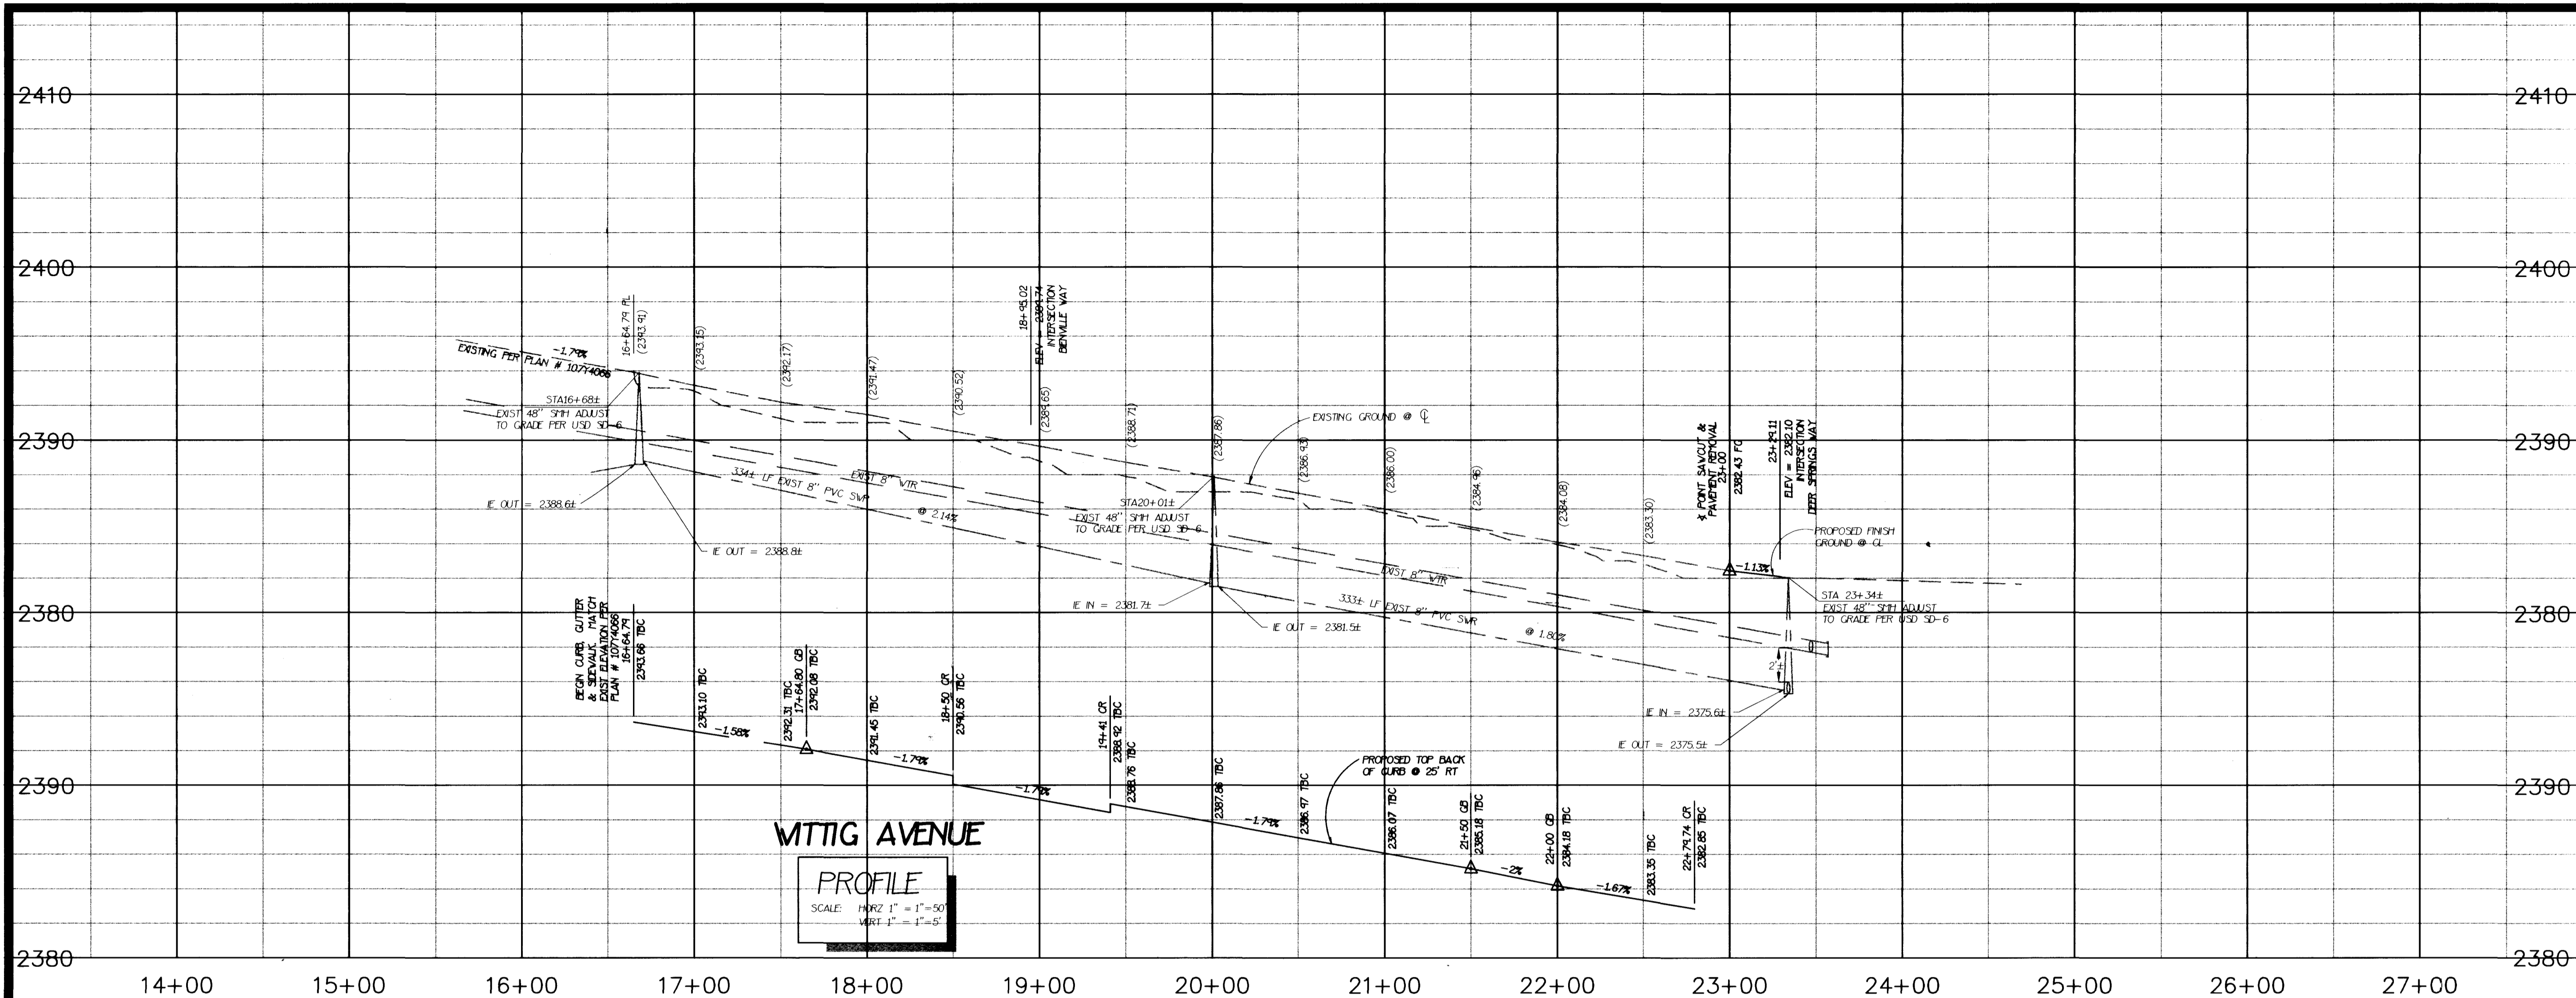 2410
2410
2400
2400
2390
2390
2380
2380
2390
2390
2380
2380
-1.79%
EXISTING PER PLAN # 107Y4066
16+64.79 PL
(2393.91)
(2393.15)
(2392.17)
(2391.47)
(2390.52)
18+95.02
ELEV = 2389.74
INTERSECTION
BIENVILLE WAY
(2389.65)
(2388.71)
(2387.86)
(2386.93)
(2386.00)
(2384.96)
(2384.08)
(2383.30)
EXISTING GROUND @ ℄
POINT SAWCUT &
PAVEMENT REMOVAL
23+00
2382.43 FG
23+29.11
ELEV = 2382.10
INTERSECTION
DEER SPRINGS WAY
-1.13%
PROPOSED FINISH
GROUND @ CL
STA16+68±
EXIST 48" SMH ADJUST
TO GRADE PER USD SD-6
IE OUT = 2388.6±
IE OUT = 2388.8±
334± LF EXIST 8" PVC SWR
@ 2.14%
EXIST 8" WTR
STA20+01±
EXIST 48" SMH ADJUST
TO GRADE PER USD SD-6
IE IN = 2381.7±
IE OUT = 2381.5±
EXIST 8" WTR
333± LF EXIST 8" PVC SWR
@ 1.80%
STA 23+34±
EXIST 48" SMH ADJUST
TO GRADE PER USD SD-6
2'±
IE IN = 2375.6±
IE OUT = 2375.5±
BEGIN CURB, GUTTER
& SIDEWALK. MATCH
EXIST ELEVATION PER
PLAN # 107Y4066
16+64.79
2393.66 TBC
2393.10 TBC
-1.58%
2392.31 TBC
17+64.80 GB
2392.08 TBC
2391.45 TBC
-1.79%
18+50 CR
2390.56 TBC
-1.79%
19+41 CR
2388.92 TBC
2388.76 TBC
2387.86 TBC
-1.79%
2386.97 TBC
PROPOSED TOP BACK
OF CURB @ 25' RT
2386.07 TBC
21+50 GB
2385.18 TBC
-2%
22+00 GB
2384.18 TBC
-1.67%
2383.35 TBC
22+79.74 CR
2382.85 TBC
WITTIG AVENUE
PROFILE
SCALE: HORZ 1" = 1"=50'
VERT 1" = 1"=5'
14+00 15+00 16+00 17+00 18+00 19+00 20+00 21+00 22+00 23+00 24+00 25+00 26+00 27+00